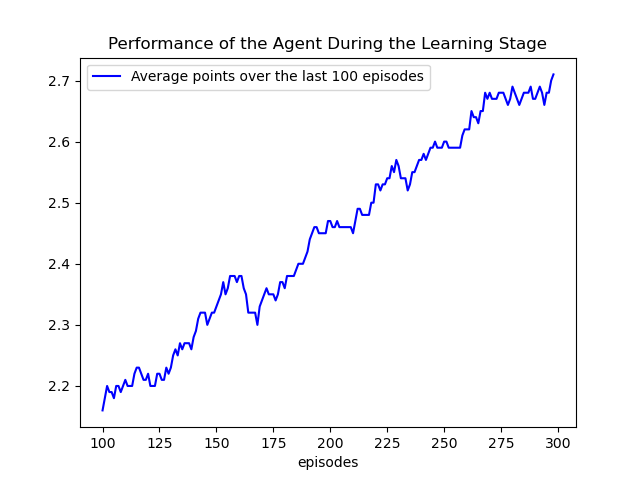 Performance of the Agent During the Learning Stage
Average points over the last 100 episodes
2.7
2.6
2.5
2.4
2.3
2.2
100 125 150 175 200 225 250 275 300
episodes